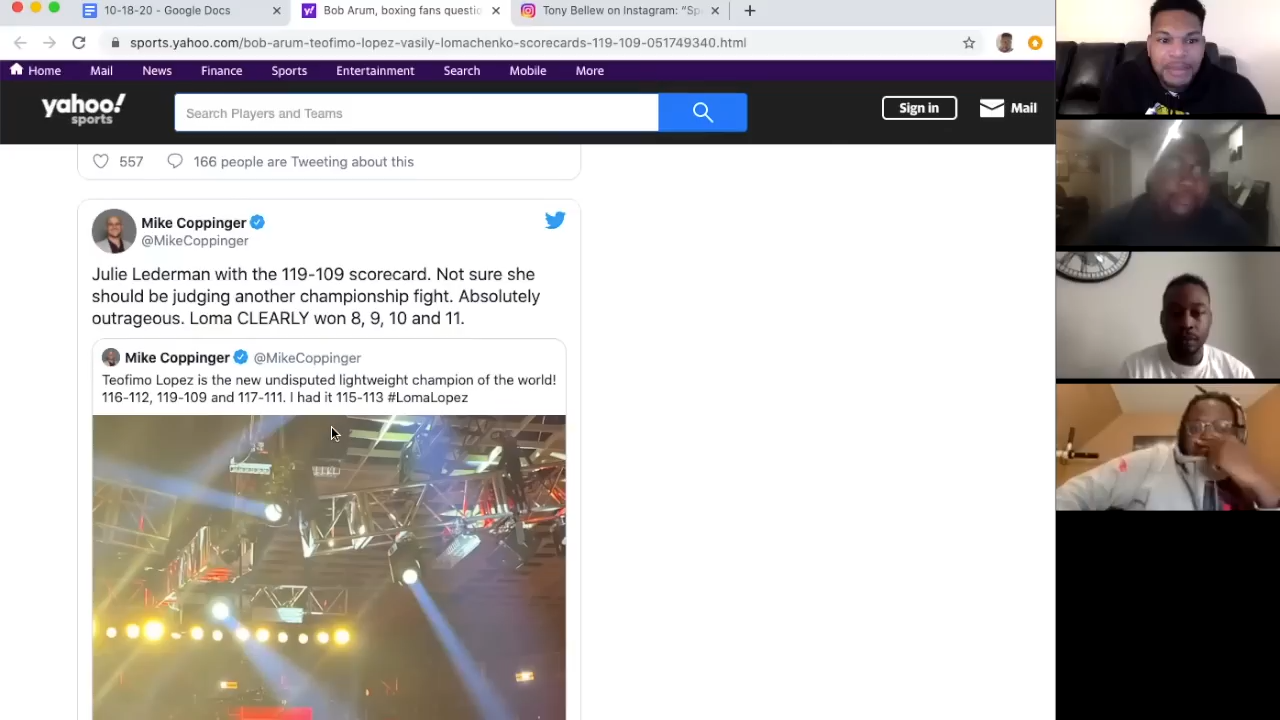 10-18-20 - Google Docs
Bob Arum, boxing fans questio
Tony Bellew on Instagram: “Sp
sports.yahoo.com/bob-arum-teofimo-lopez-vasily-lomachenko-scorecards-119-109-051749340.html
Home Mail News Finance Sports Entertainment Search Mobile More
yahoo!
sports
Search Players and Teams
Sign in
Mail
557 166 people are Tweeting about this
Mike Coppinger
@MikeCoppinger
Julie Lederman with the 119-109 scorecard. Not sure she
should be judging another championship fight. Absolutely
outrageous. Loma CLEARLY won 8, 9, 10 and 11.
Mike Coppinger @MikeCoppinger
Teofimo Lopez is the new undisputed lightweight champion of the world!
116-112, 119-109 and 117-111. I had it 115-113 #LomaLopez